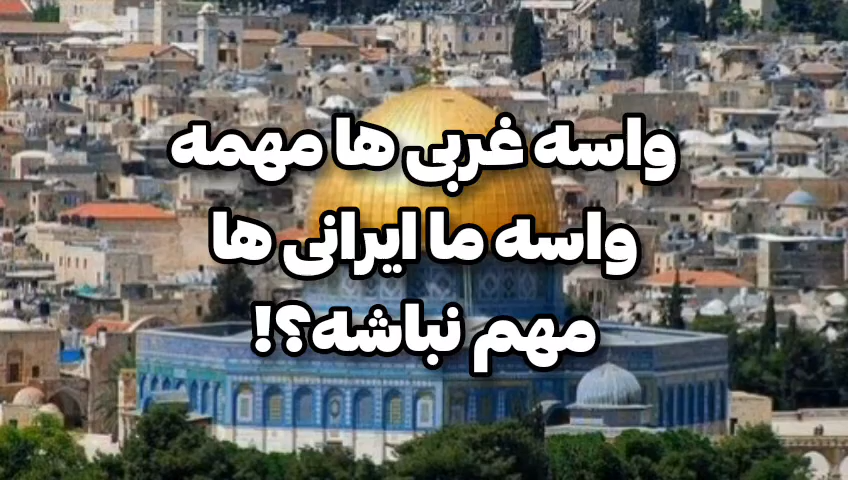 واسه غربی ها مهمه
واسه ما ایرانی ها
مهم نباشه؟!